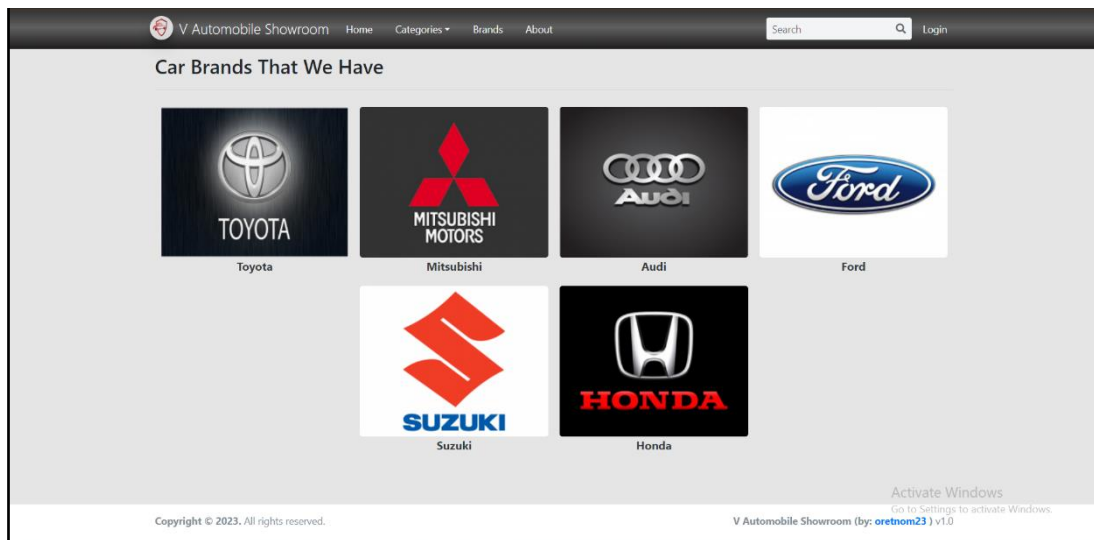 V Automobile Showroom Home Categories Brands About Search Login
Car Brands That We Have
TOYOTA
MITSUBISHI
MOTORS
Audi
Ford
Toyota Mitsubishi Audi Ford
SUZUKI
HONDA
Suzuki Honda
Activate Windows
Go to Settings to activate Windows.
Copyright © 2023. All rights reserved. V Automobile Showroom (by: oretnom23 ) v1.0